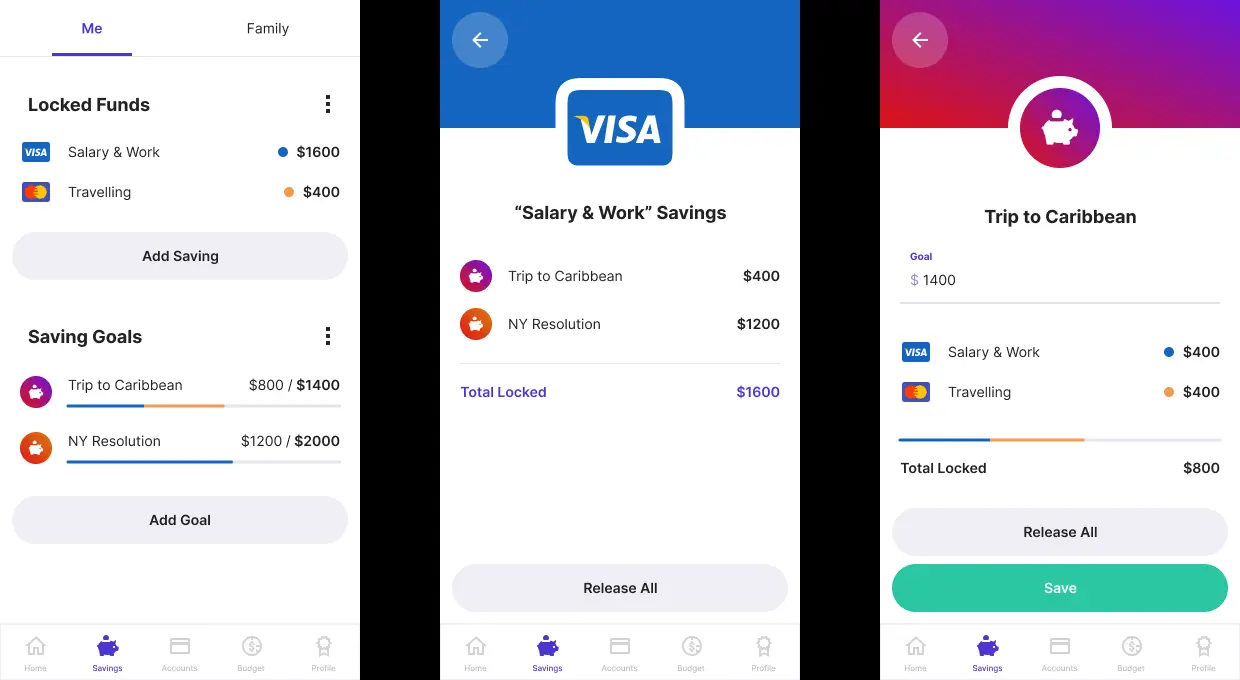 Me Family
Locked Funds
VISA Salary & Work $1600
Travelling $400
Add Saving
Saving Goals
Trip to Caribbean $800 / $1400
NY Resolution $1200 / $2000
Add Goal
Home Savings Accounts Budget Profile
VISA
“Salary & Work” Savings
Trip to Caribbean $400
NY Resolution $1200
Total Locked $1600
Release All
Home Savings Accounts Budget Profile
Trip to Caribbean
Goal
$ 1400
VISA Salary & Work $400
Travelling $400
Total Locked $800
Release All
Save
Home Savings Accounts Budget Profile